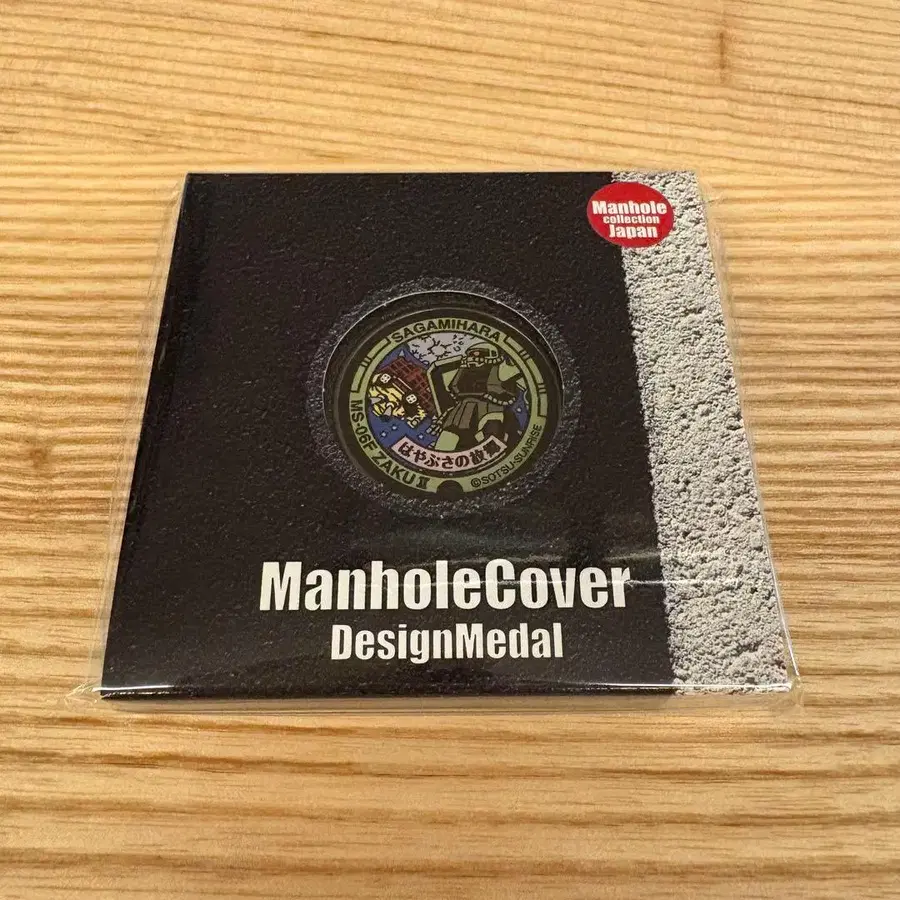 Manhole
collection
Japan
SAGAMIHARA
MS-06F ZAKU II
はやぶさの故郷
©SOTSU・SUNRISE
ManholeCover
DesignMedal